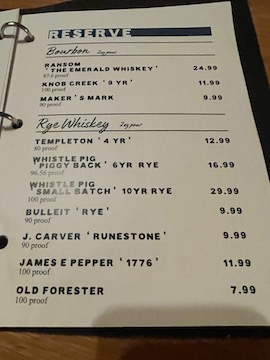 RESERVE
Bourbon 2oz pour
RANSOM
'THE EMERALD WHISKEY' 24.99
87.6 proof
KNOB CREEK '9 YR' 11.99
100 proof
MAKER'S MARK 9.99
90 proof
Rye Whiskey 2oz pour
TEMPLETON '4 YR' 12.99
80 proof
WHISTLE PIG
'PIGGY BACK' 6YR RYE 16.99
96.56 proof
WHISTLE PIG
'SMALL BATCH' 10YR RYE 29.99
100 proof
BULLEIT 'RYE' 9.99
90 proof
J. CARVER 'RUNESTONE' 9.99
90 proof
JAMES E PEPPER '1776' 11.99
100 proof
OLD FORESTER 7.99
100 proof